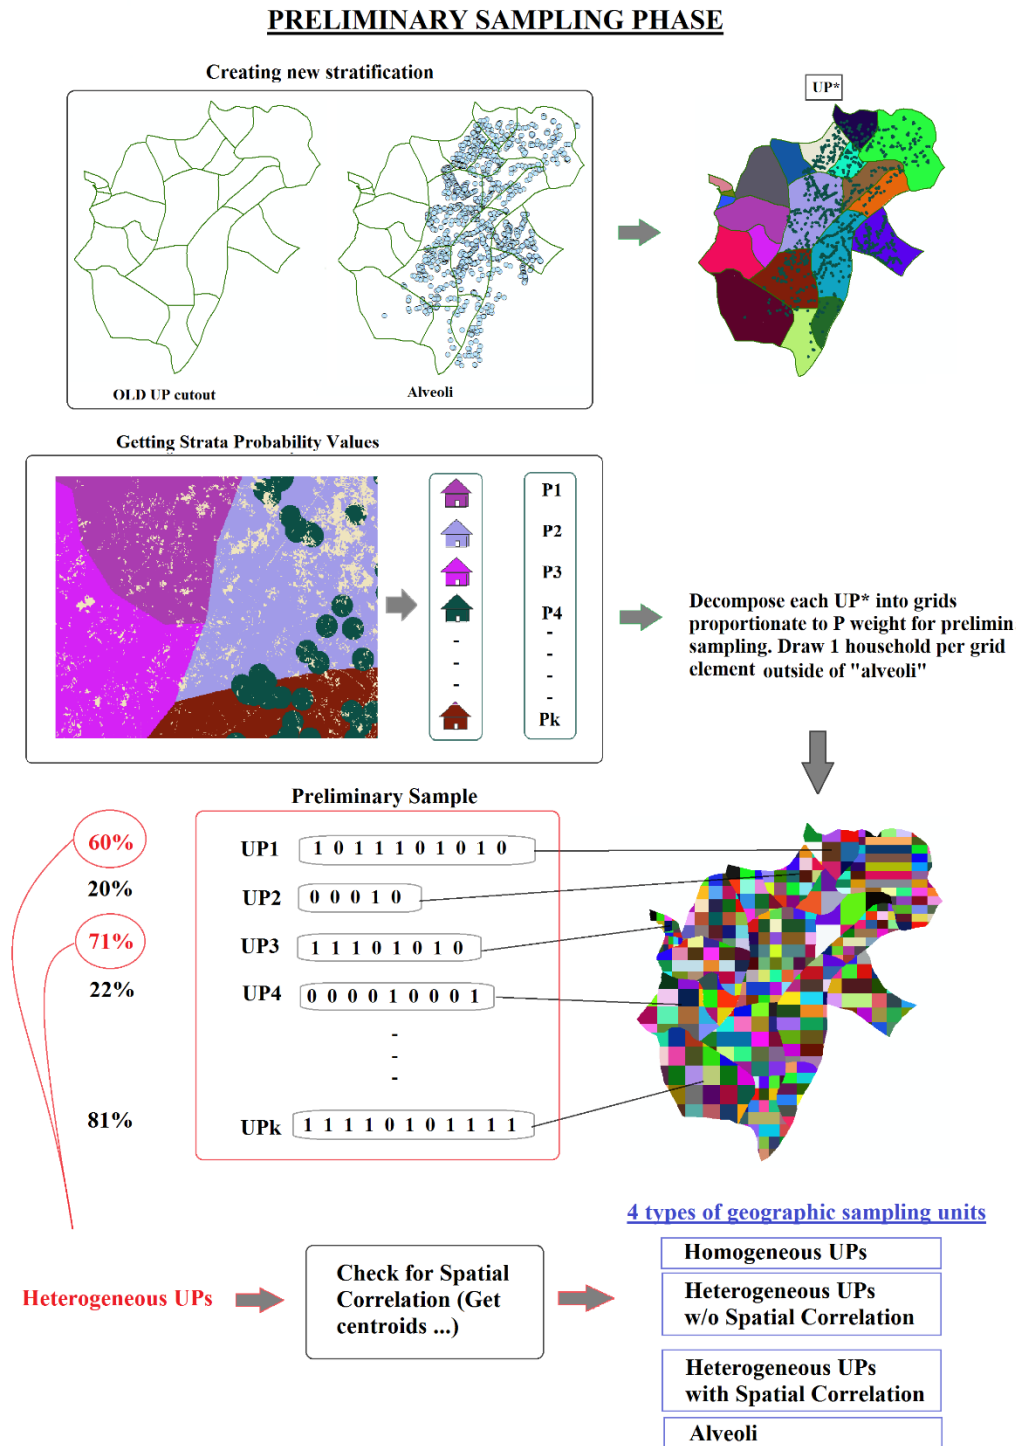 PRELIMINARY SAMPLING PHASE
Creating new stratification
UP*
OLD UP cutout
Alveoli
Getting Strata Probability Values
P1
P2
P3
P4
-
-
-
-
-
-
-
-
Pk
Decompose each UP* into grids
proportionate to P weight for prelimin
sampling. Draw 1 household per grid
element outside of "alveoli"
Preliminary Sample
60%
UP1
1 0 1 1 1 0 1 0 1 0
20%
UP2
0 0 0 1 0
71%
UP3
1 1 1 0 1 0 1 0
22%
UP4
0 0 0 0 1 0 0 0 1
-
-
-
81%
UPk
1 1 1 1 0 1 0 1 1 1 1
4 types of geographic sampling units
Homogeneous UPs
Heterogeneous UPs
w/o Spatial Correlation
Heterogeneous UPs
with Spatial Correlation
Alveoli
Heterogeneous UPs
Check for Spatial
Correlation (Get
centroids ...)